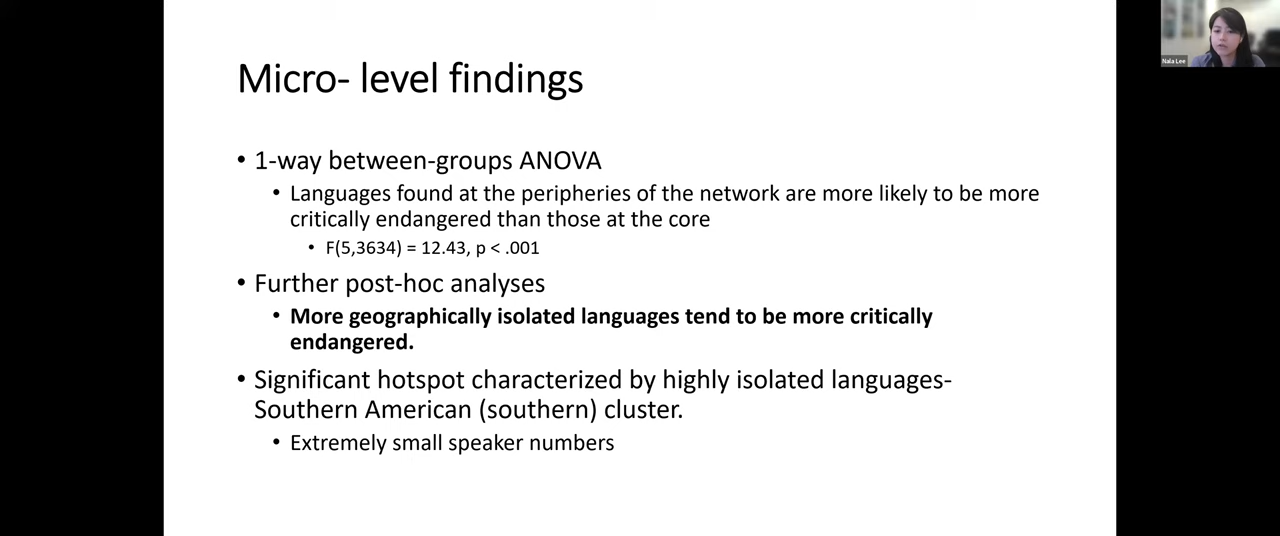 Micro- level findings
• 1-way between-groups ANOVA
• Languages found at the peripheries of the network are more likely to be more
critically endangered than those at the core
• F(5,3634) = 12.43, p < .001
• Further post-hoc analyses
• More geographically isolated languages tend to be more critically
endangered.
• Significant hotspot characterized by highly isolated languages-
Southern American (southern) cluster.
• Extremely small speaker numbers
Nala Lee